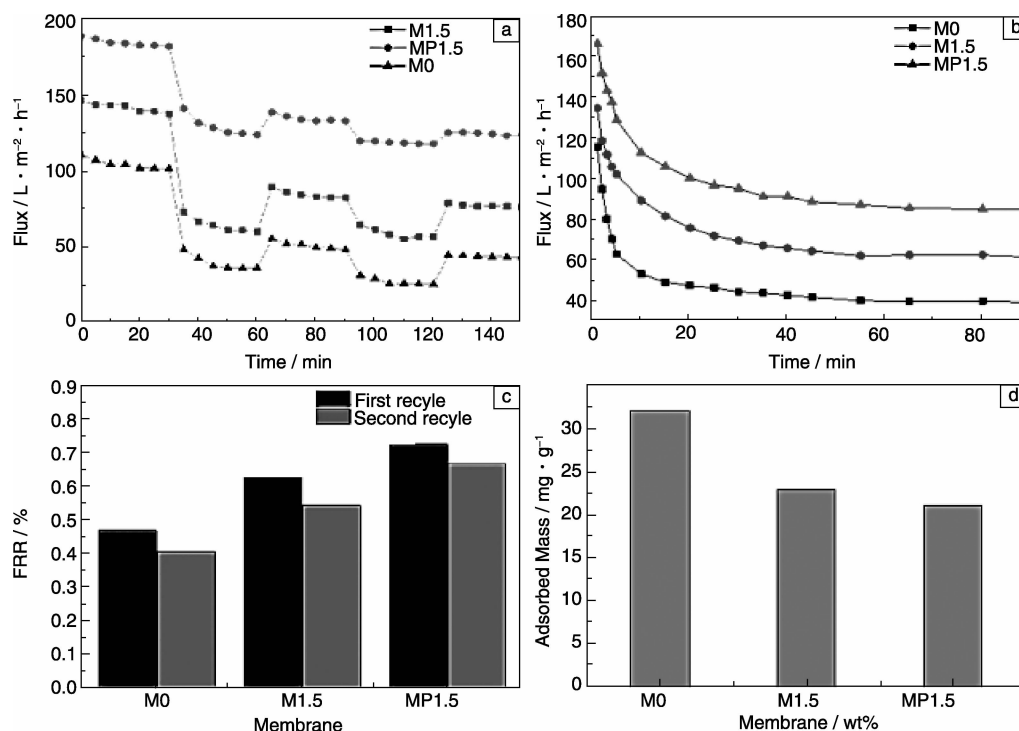 a
M1.5
MP1.5
M0
Flux / L • m⁻² • h⁻¹
200
150
100
50
0
0 20 40 60 80 100 120 140
Time / min
b
M0
M1.5
MP1.5
Flux / L • m⁻² • h⁻¹
180
160
140
120
100
80
60
40
0 20 40 60 80
Time / min
c
First recyle
Second recyle
FRR / %
0.9
0.8
0.7
0.6
0.5
0.4
0.3
0.2
0.1
0.0
M0 M1.5 MP1.5
Membrane
d
Adsorbed Mass / mg • g⁻¹
30
25
20
15
10
5
0
M0 M1.5 MP1.5
Membrane / wt%